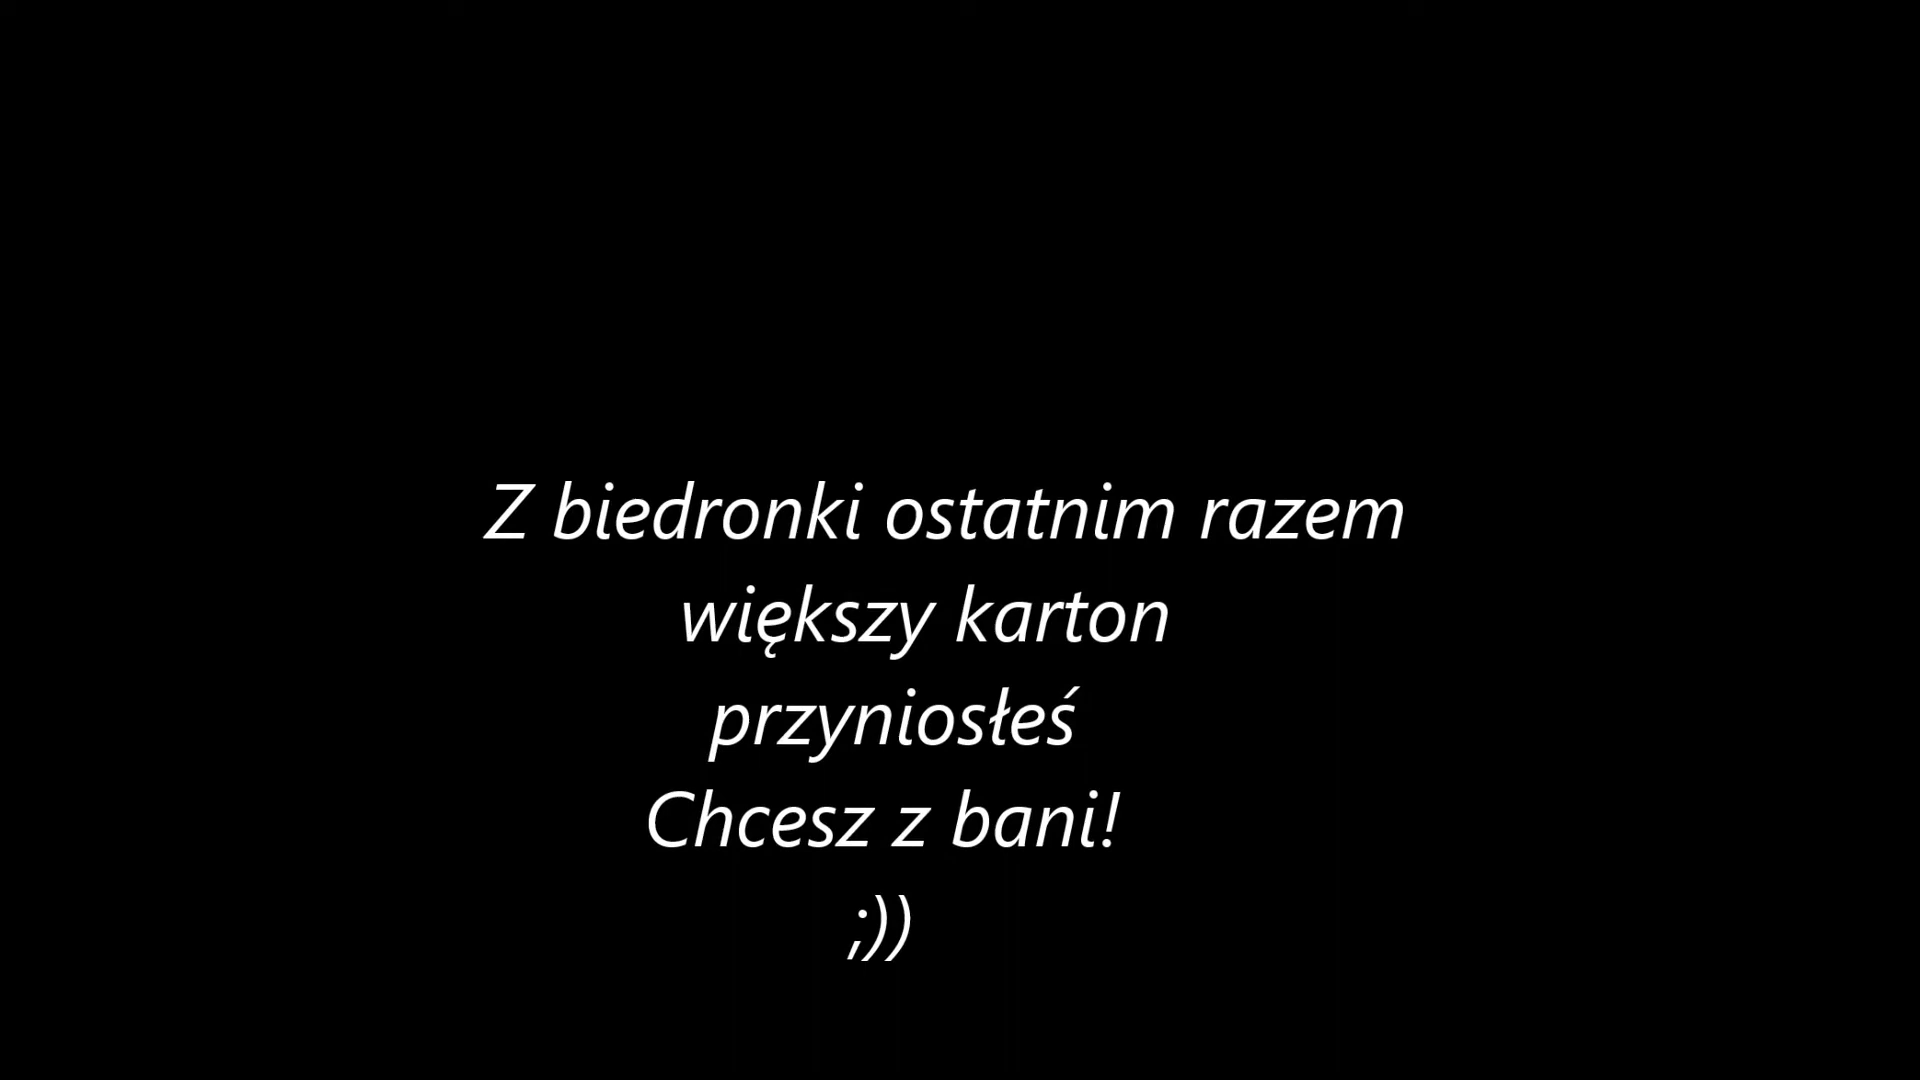 Z biedronki ostatnim razem
większy karton
przyniosłeś
Chcesz z bani!
;))